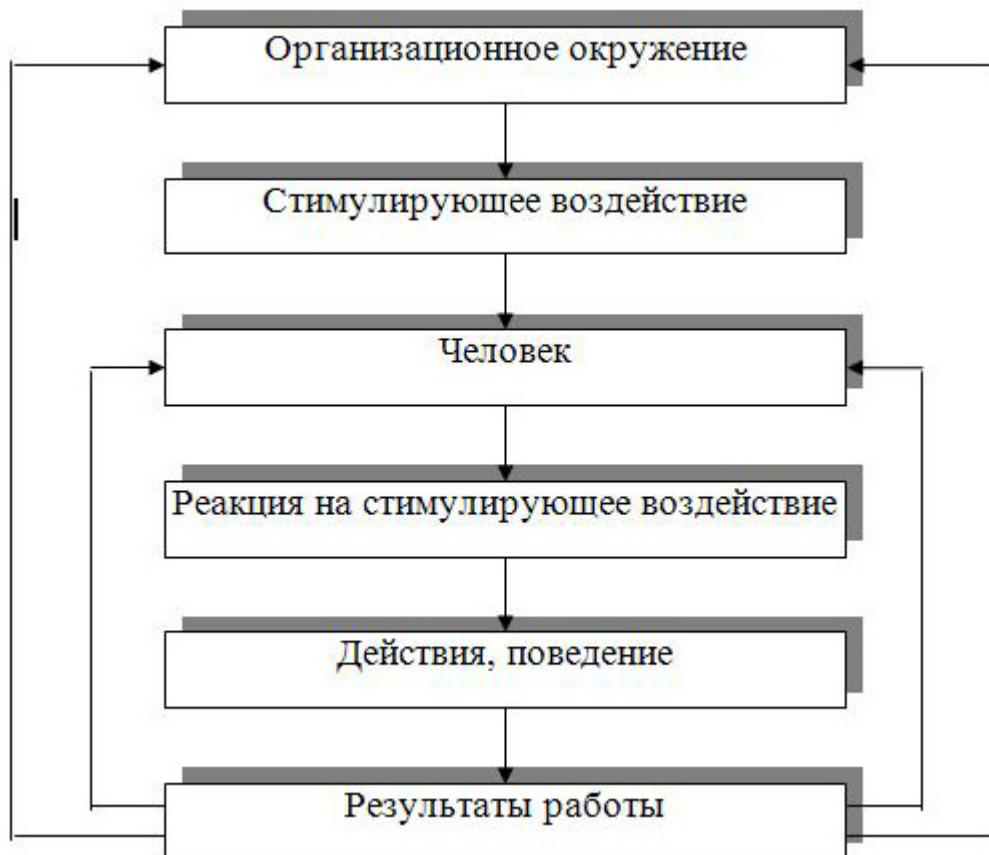 Организационное окружение
Стимулирующее воздействие
Человек
Реакция на стимулирующее воздействие
Действия, поведение
Результаты работы